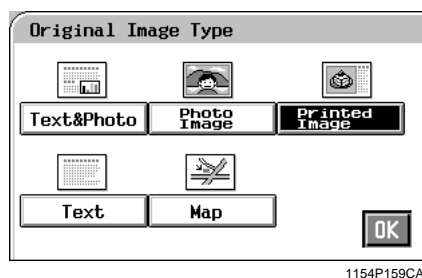 Original Image Type
Text&Photo
Photo
Image
Printed
Image
Text
Map
OK
1154P159CA